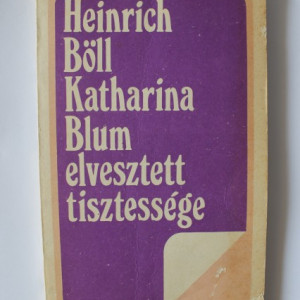 Heinrich
Böll
Katharina
Blum
elvesztett
tisztessége